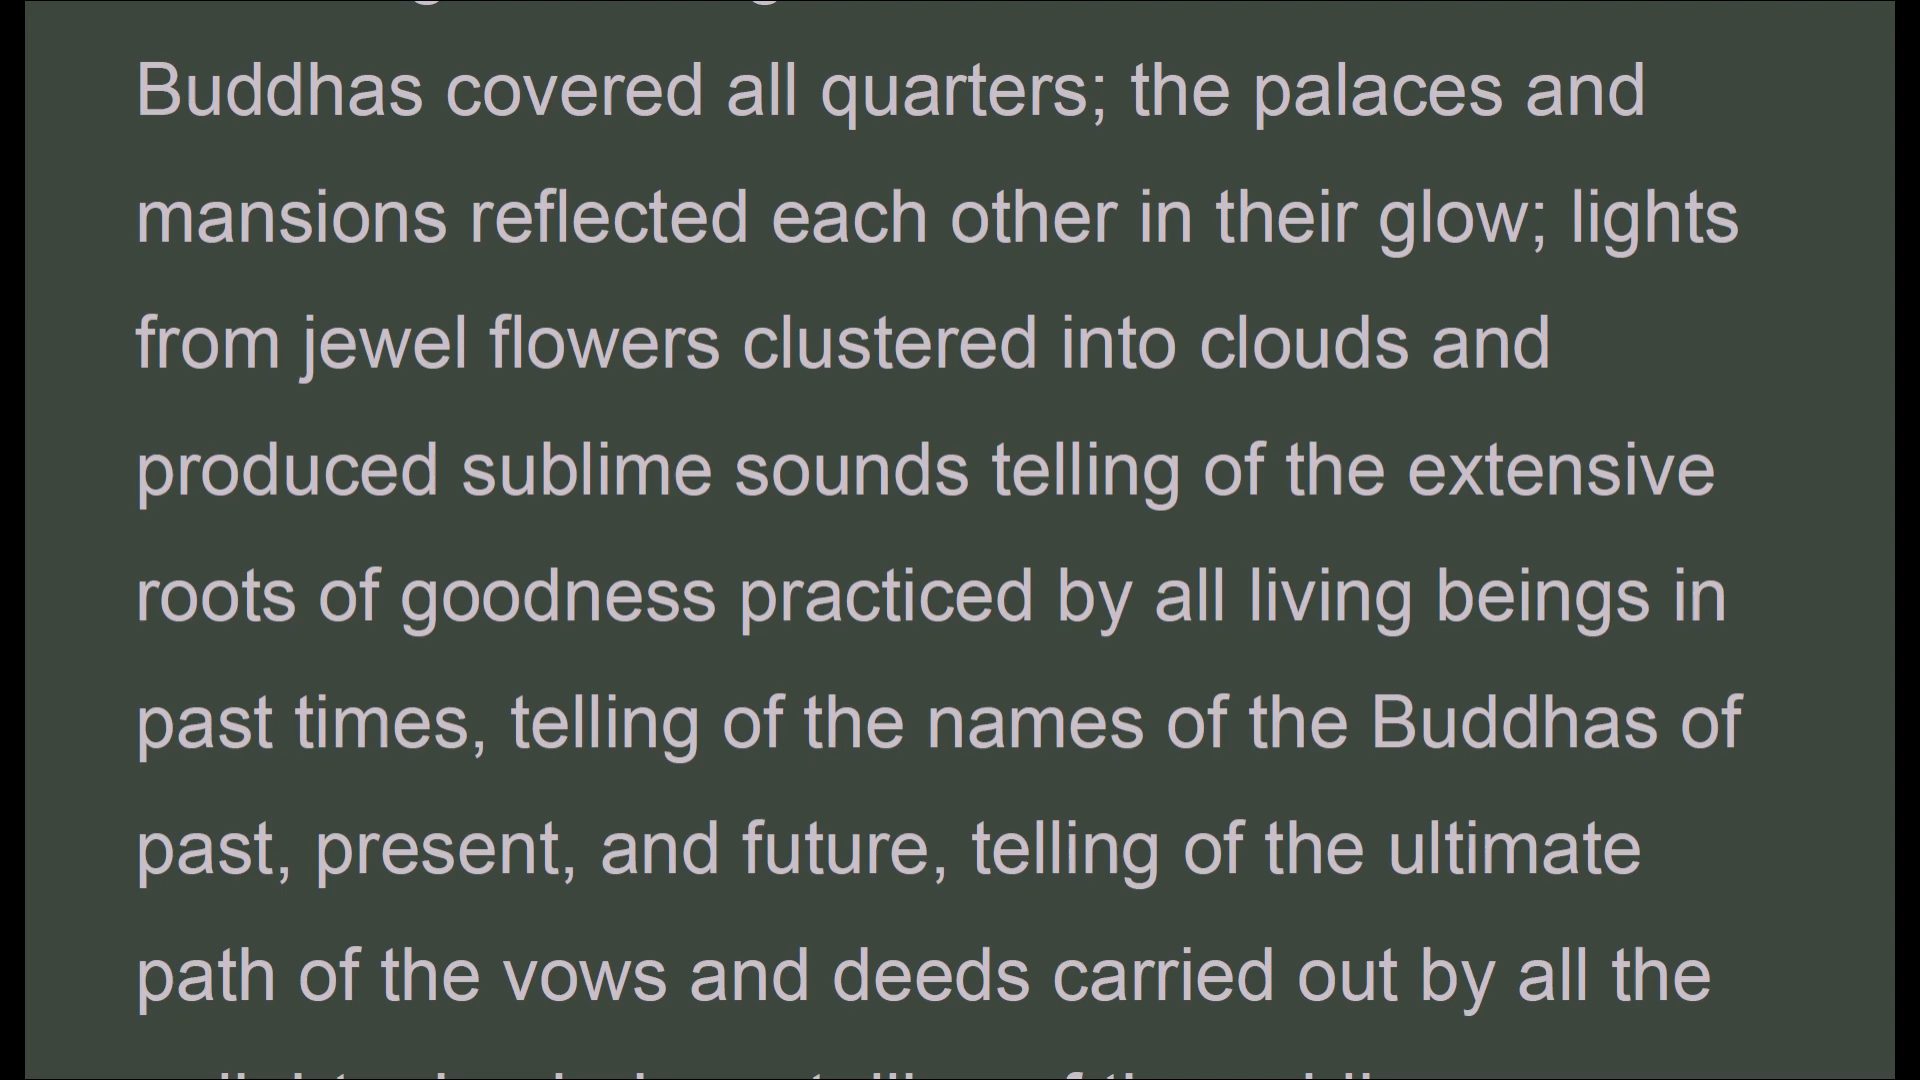 Buddhas covered all quarters; the palaces and
mansions reflected each other in their glow; lights
from jewel flowers clustered into clouds and
produced sublime sounds telling of the extensive
roots of goodness practiced by all living beings in
past times, telling of the names of the Buddhas of
past, present, and future, telling of the ultimate
path of the vows and deeds carried out by all the